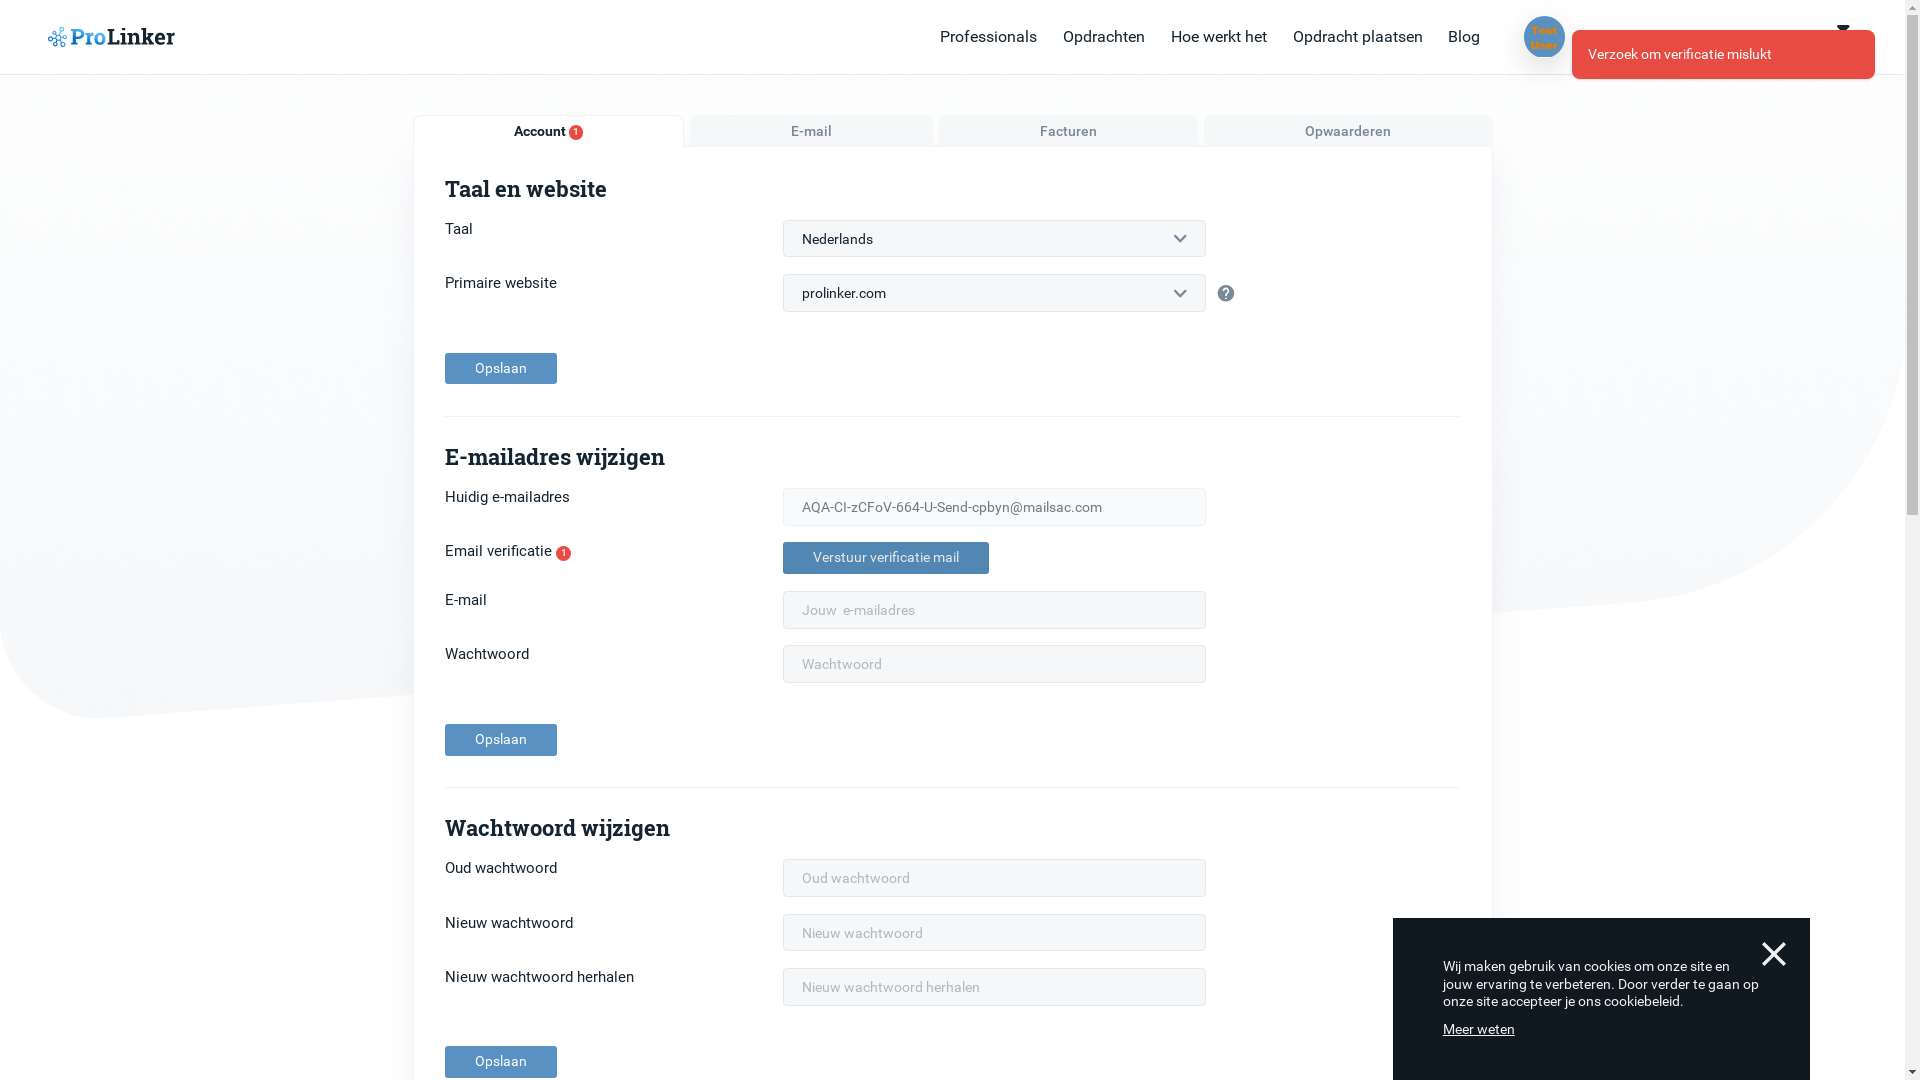 ProLinker
Professionals Opdrachten Hoe werkt het Opdracht plaatsen Blog
Test
User
Verzoek om verificatie mislukt
Account 1 E-mail Facturen Opwaarderen
Taal en website
Taal Nederlands
Primaire website prolinker.com ?
Opslaan
E-mailadres wijzigen
Huidig e-mailadres AQA-CI-zCFoV-664-U-Send-cpbyn@mailsac.com
Email verificatie 1 Verstuur verificatie mail
E-mail Jouw e-mailadres
Wachtwoord Wachtwoord
Opslaan
Wachtwoord wijzigen
Oud wachtwoord Oud wachtwoord
Nieuw wachtwoord Nieuw wachtwoord
Nieuw wachtwoord herhalen Nieuw wachtwoord herhalen
Opslaan
Wij maken gebruik van cookies om onze site en
jouw ervaring te verbeteren. Door verder te gaan op
onze site accepteer je ons cookiebeleid.
Meer weten